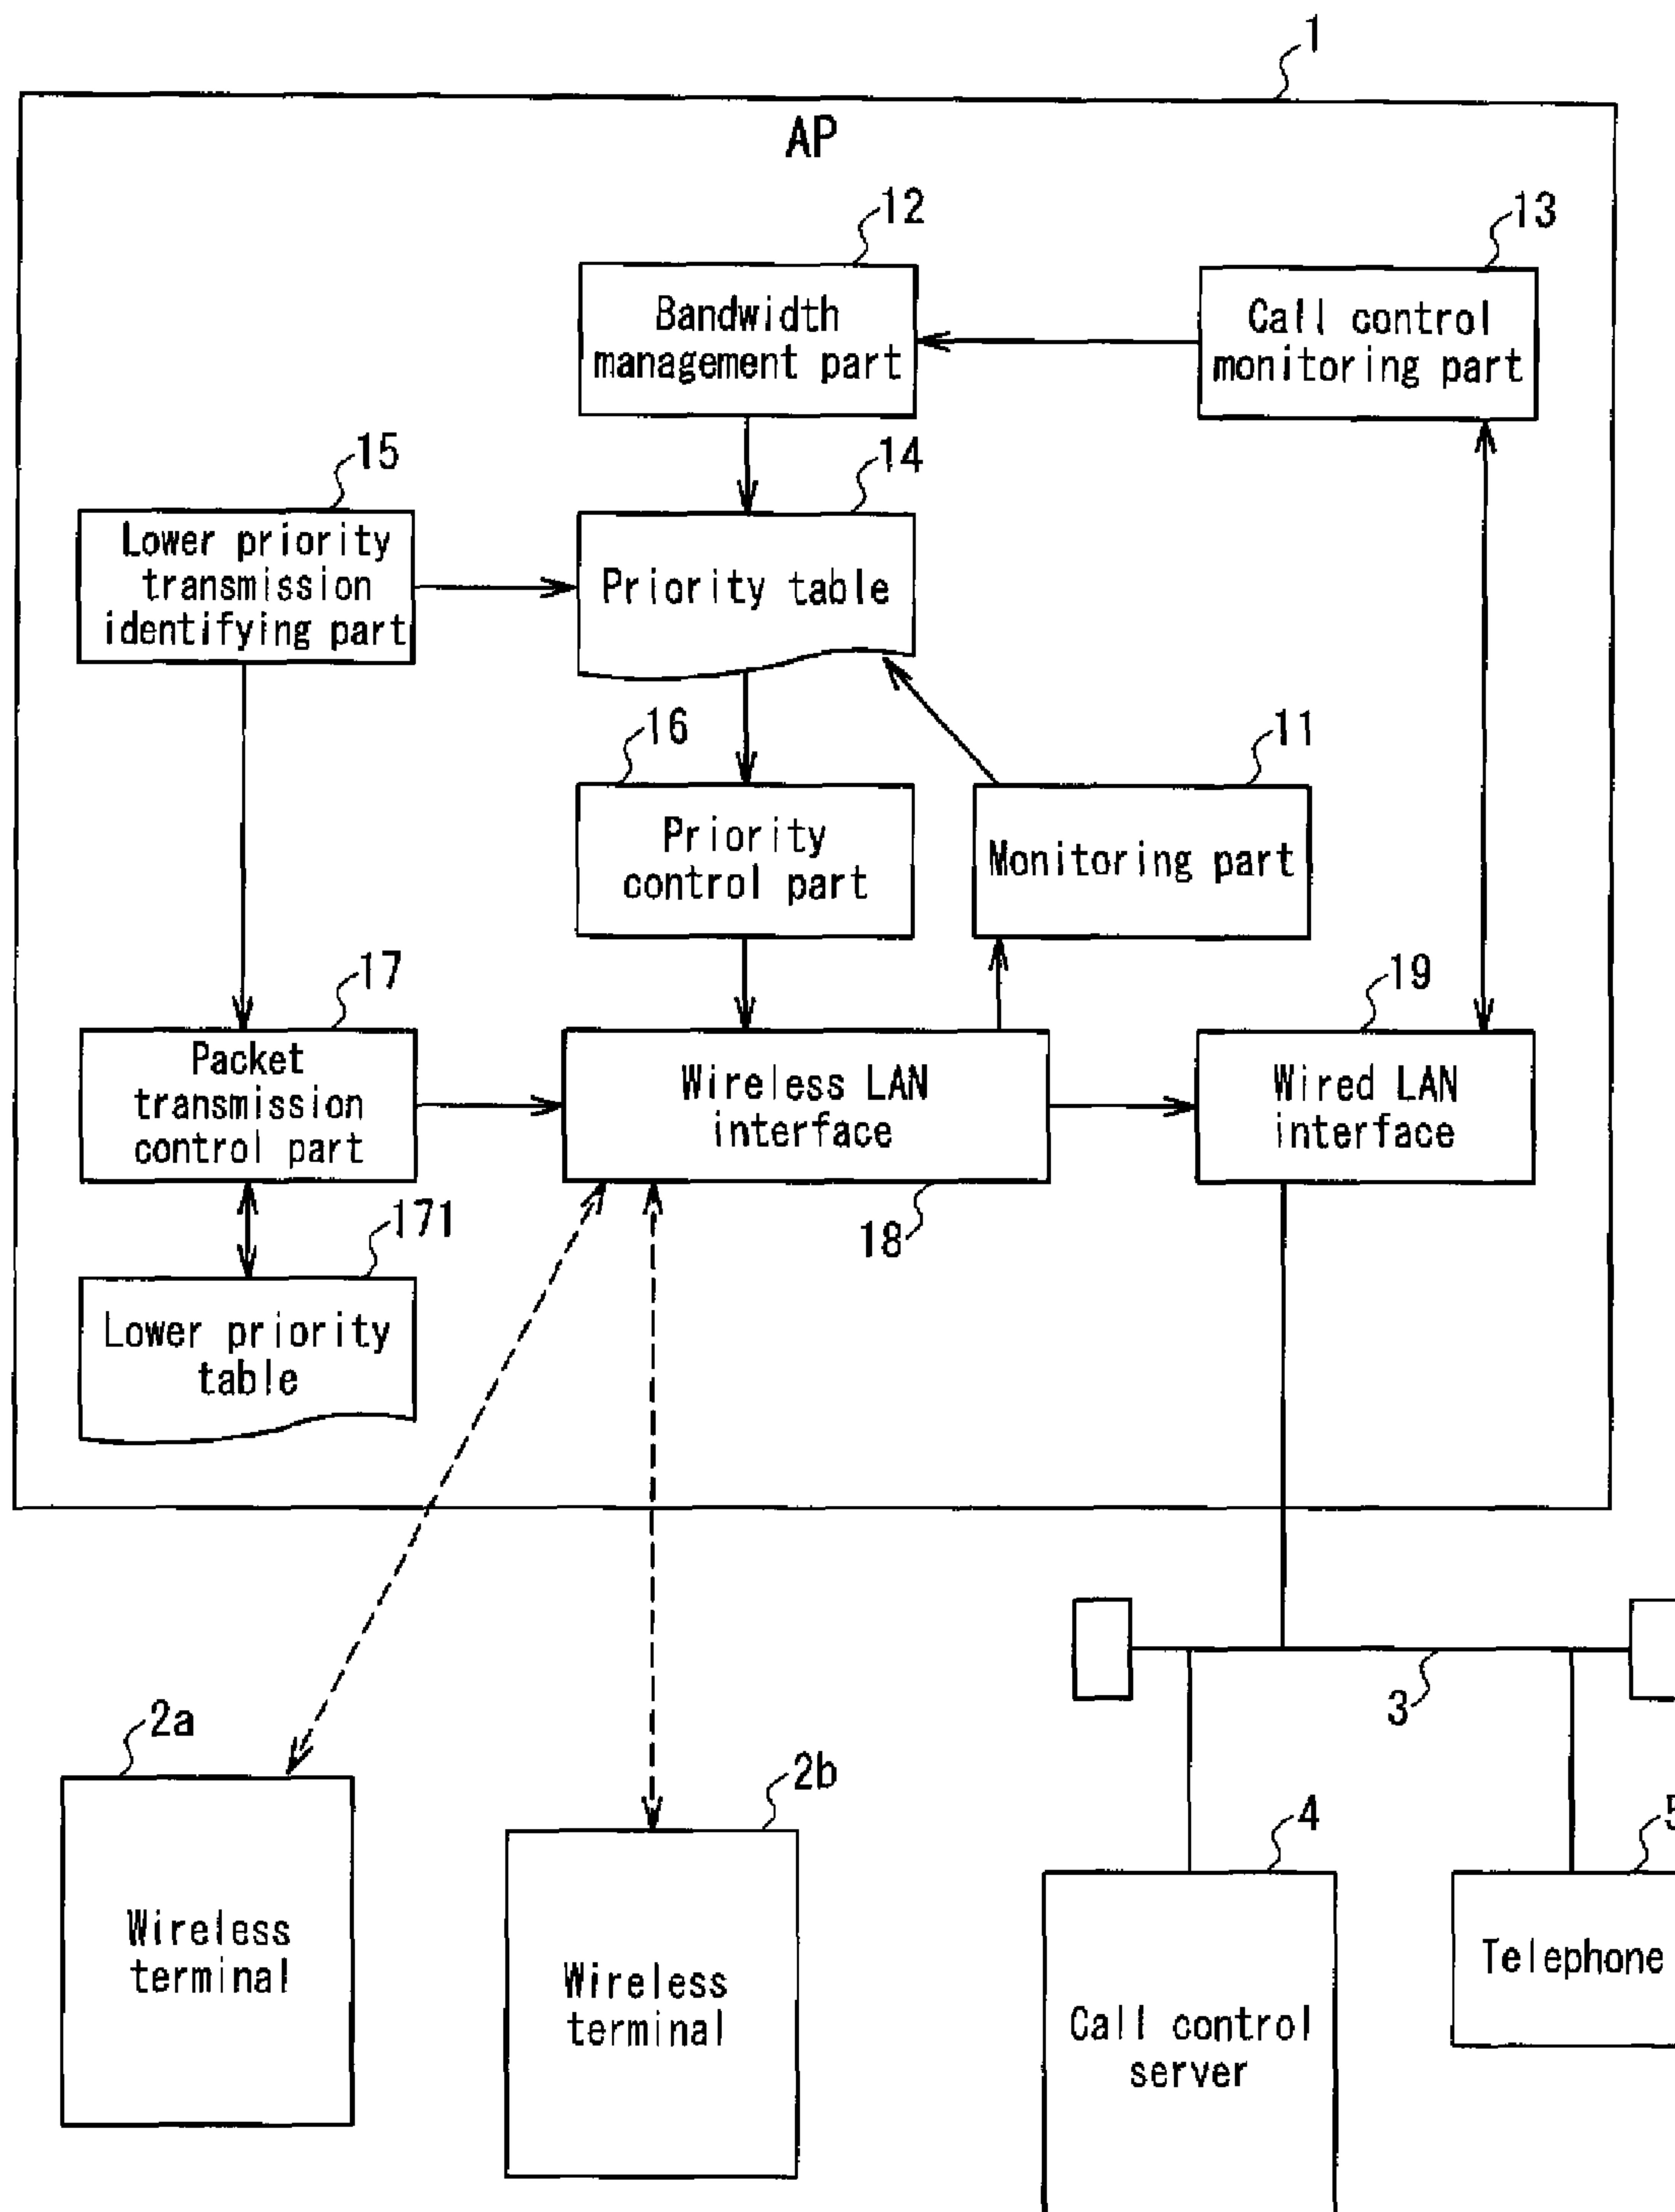 1
AP
12
Bandwidth
management part
13
Call control
monitoring part
15
Lower priority
transmission
identifying part
14
Priority table
16
Priority
control part
11
Monitoring part
17
Packet
transmission
control part
Wireless LAN
interface
18
19
Wired LAN
interface
171
Lower priority
table
3
2a
Wireless
terminal
2b
Wireless
terminal
4
Call control
server
5
Telephone